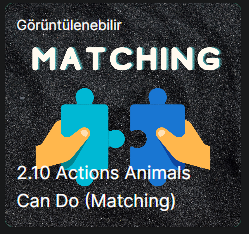 Görüntülenebilir
MATCHING
2.10 Actions Animals
Can Do (Matching)